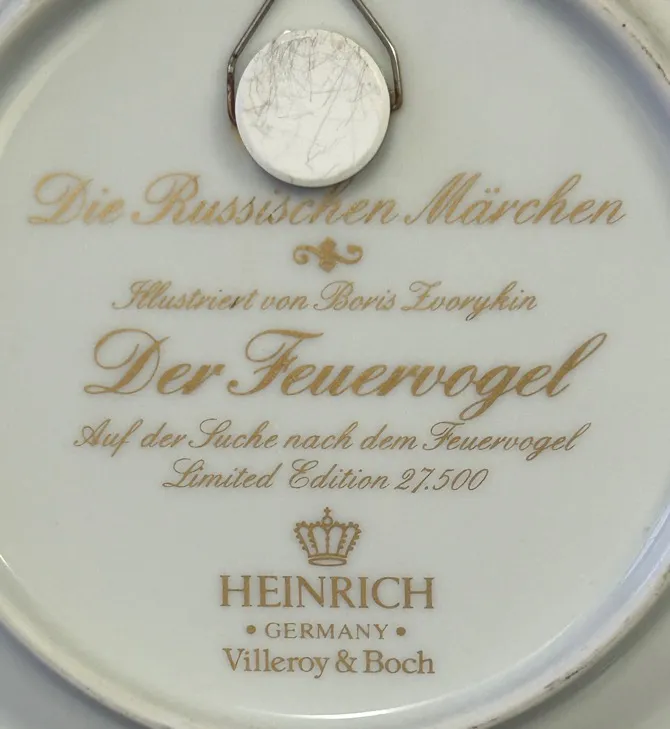 Die Russischen Märchen
Illustriert von Boris Zvorykin
Der Feuervogel
Auf der Suche nach dem Feuervogel
Limited Edition 27.500
HEINRICH
• GERMANY •
Villeroy & Boch